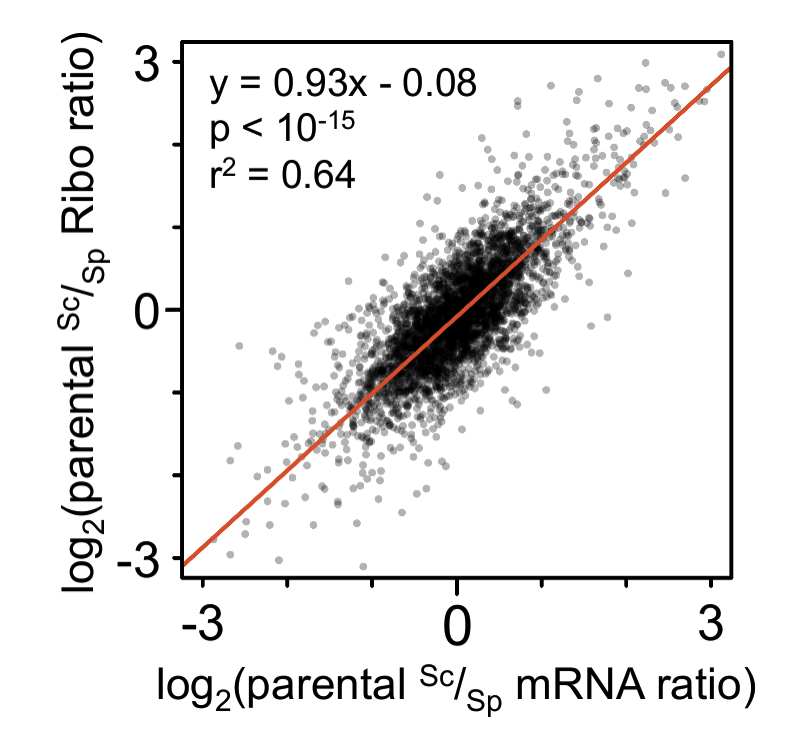 log₂(parental Sc/Sp Ribo ratio)
3
0
-3
y = 0.93x - 0.08
p < 10⁻¹⁵
r² = 0.64
-3 0 3
log₂(parental Sc/Sp mRNA ratio)